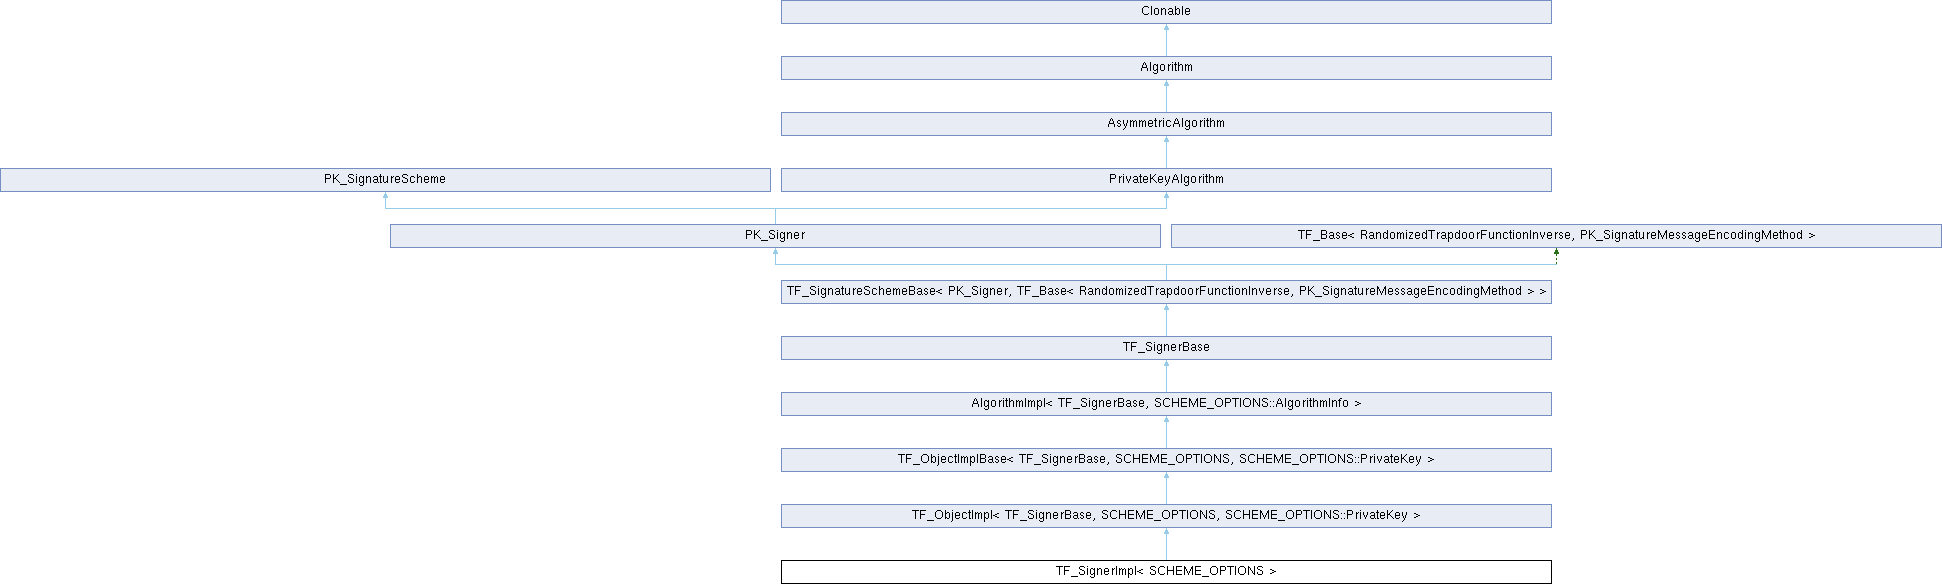 Clonable
Algorithm
AsymmetricAlgorithm
PK_SignatureScheme
PrivateKeyAlgorithm
PK_Signer
TF_Base< RandomizedTrapdoorFunctionInverse, PK_SignatureMessageEncodingMethod >
TF_SignatureSchemeBase< PK_Signer, TF_Base< RandomizedTrapdoorFunctionInverse, PK_SignatureMessageEncodingMethod > >
TF_SignerBase
AlgorithmImpl< TF_SignerBase, SCHEME_OPTIONS::AlgorithmInfo >
TF_ObjectImplBase< TF_SignerBase, SCHEME_OPTIONS, SCHEME_OPTIONS::PrivateKey >
TF_ObjectImpl< TF_SignerBase, SCHEME_OPTIONS, SCHEME_OPTIONS::PrivateKey >
TF_SignerImpl< SCHEME_OPTIONS >